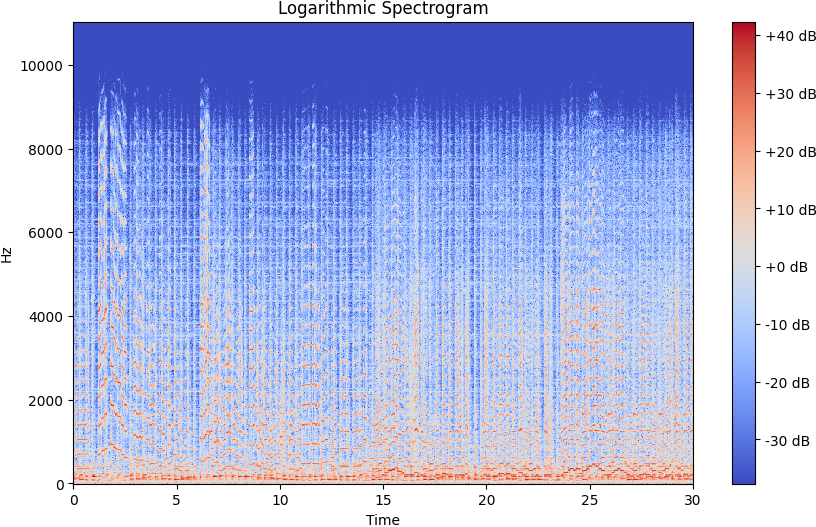 Logarithmic Spectrogram
Hz
10000
8000
6000
4000
2000
0
0 5 10 15 20 25 30
Time
+40 dB
+30 dB
+20 dB
+10 dB
+0 dB
-10 dB
-20 dB
-30 dB